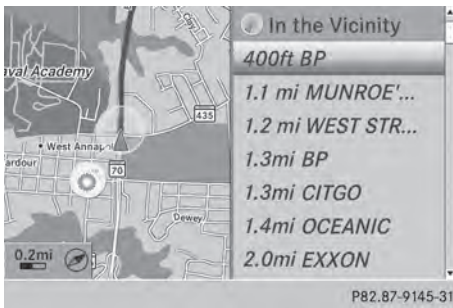 In the Vicinity
400ft BP
1.1 mi MUNROE'...
1.2 mi WEST STR...
1.3mi BP
1.3mi CITGO
1.4mi OCEANIC
2.0mi EXXON
aval Academy
435
West Annapol
70
ardour
Dewey
0.2mi
P82.87-9145-31